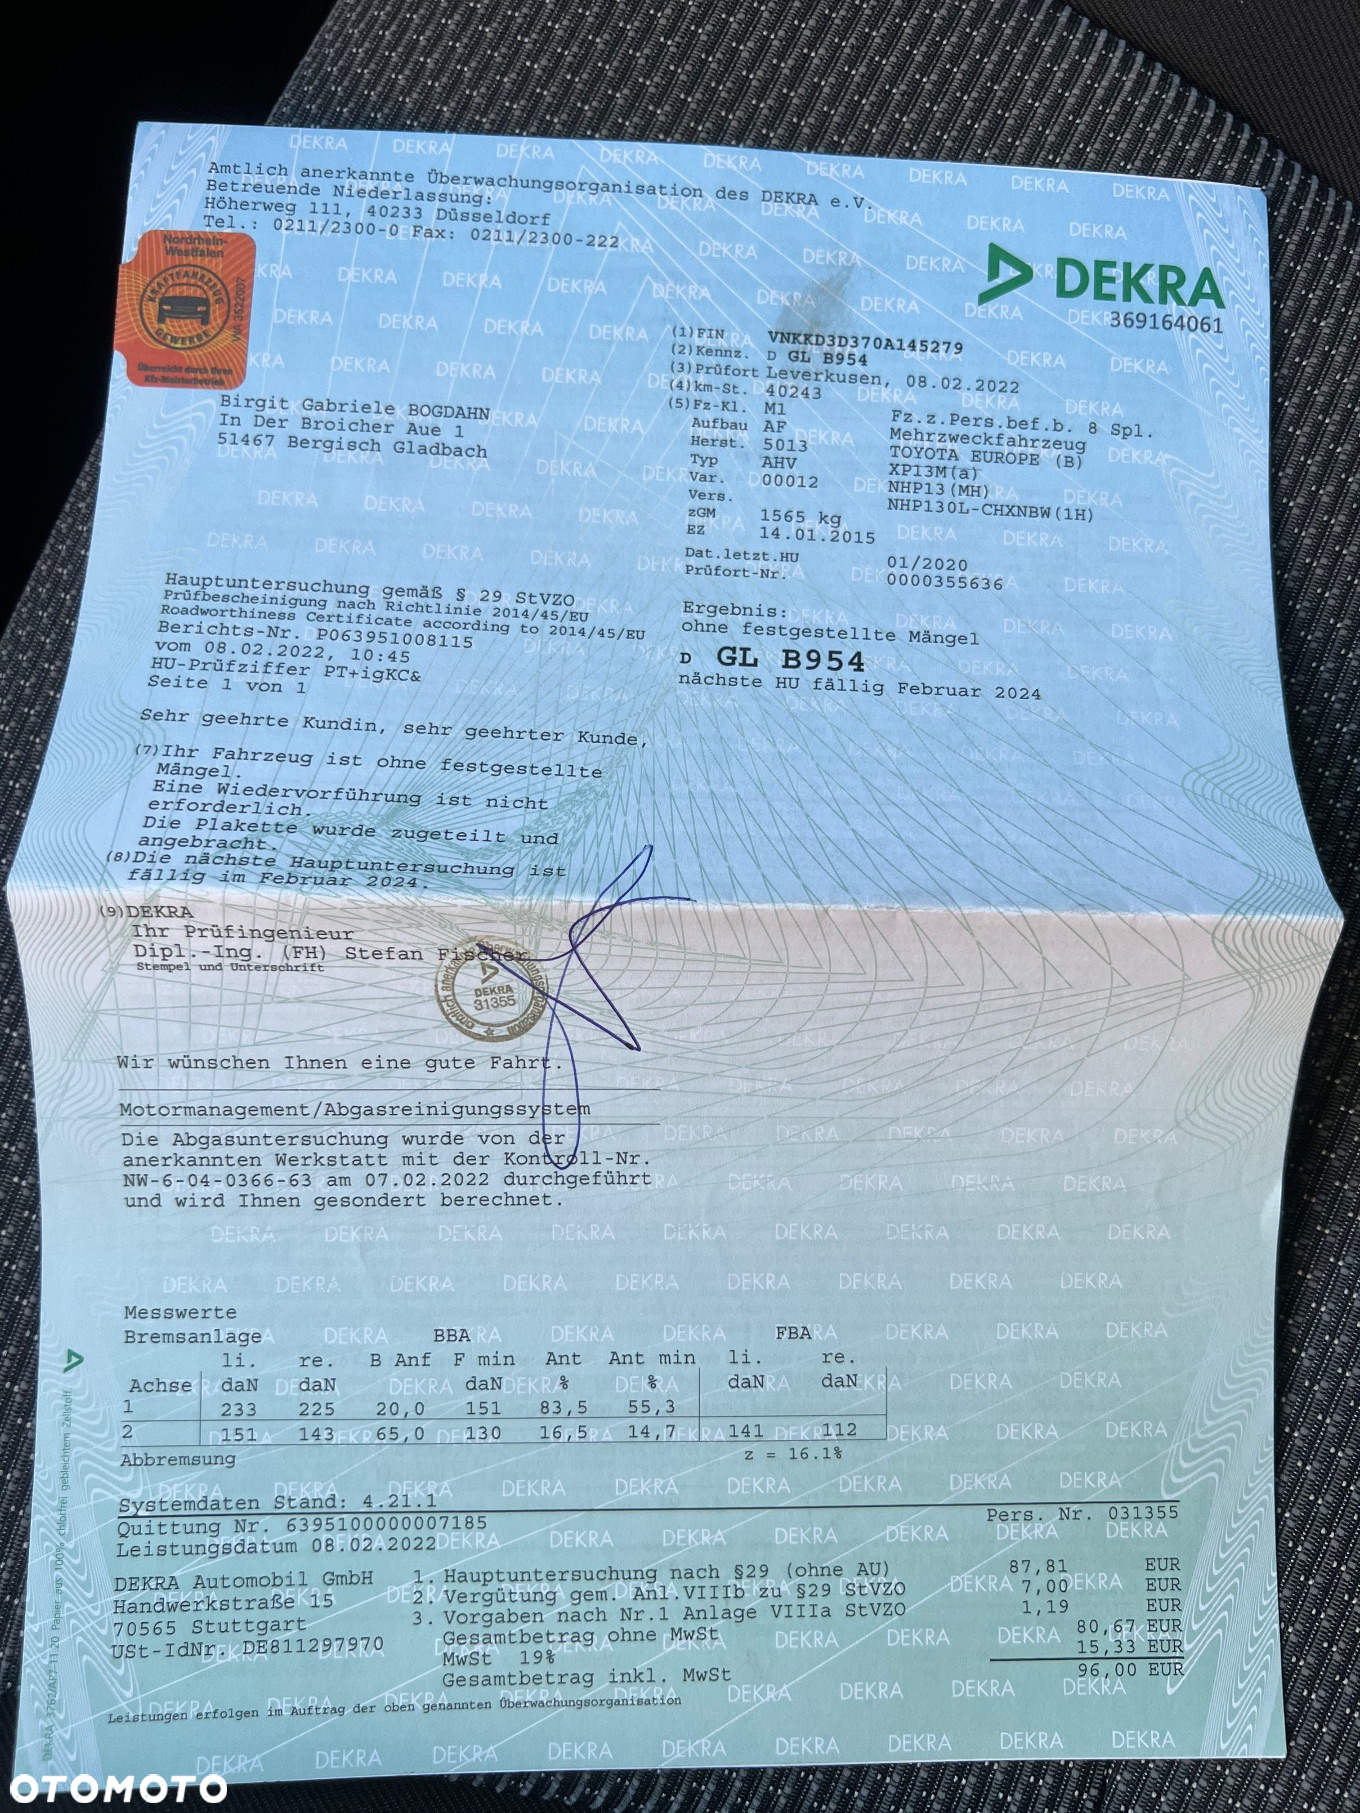 Amtlich anerkannte Überwachungsorganisation des DEKRA e.V.
Betreuende Niederlassung:
Höherweg 111, 40233 Düsseldorf
Tel.: 0211/2300-0 Fax: 0211/2300-222
Nordrhein-
Westfalen
KRAFTFAHRZEUG
GEWERBE
Überreicht durch Ihren
Kfz-Meisterbetrieb
DEKRA
369164061
(1)FIN VNKKD3D370A145279
(2)Kennz. D GL B954
(3)Prüfort Leverkusen, 08.02.2022
(4)km-St. 40243
(5)Fz-Kl. M1 Fz.z.Pers.bef.b. 8 Spl.
Aufbau AF Mehrzweckfahrzeug
Herst. 5013 TOYOTA EUROPE (B)
Typ AHV XP13M(a)
Var. 00012 NHP13(MH)
Vers. NHP130L-CHXNBW(1H)
zGM 1565 kg
EZ 14.01.2015
Dat.letzt.HU 01/2020
Prüfort-Nr. 0000355636
Birgit Gabriele BOGDAHN
In Der Broicher Aue 1
51467 Bergisch Gladbach
Hauptuntersuchung gemäß § 29 StVZO
Prüfbescheinigung nach Richtlinie 2014/45/EU
Roadworthiness Certificate according to 2014/45/EU
Berichts-Nr. P063951008115
vom 08.02.2022, 10:45
HU-Prüfziffer PT+igKC&
Seite 1 von 1
Ergebnis:
ohne festgestellte Mängel
D GL B954
nächste HU fällig Februar 2024
Sehr geehrte Kundin, sehr geehrter Kunde,
(7)Ihr Fahrzeug ist ohne festgestellte
Mängel.
Eine Wiedervorführung ist nicht
erforderlich.
Die Plakette wurde zugeteilt und
angebracht.
(8)Die nächste Hauptuntersuchung ist
fällig im Februar 2024.
(9)DEKRA
Ihr Prüfingenieur
Dipl.-Ing. (FH) Stefan Fischer
Stempel und Unterschrift
DEKRA
31355
Wir wünschen Ihnen eine gute Fahrt.
Motormanagement/Abgasreinigungssystem
Die Abgasuntersuchung wurde von der
anerkannten Werkstatt mit der Kontroll-Nr.
NW-6-04-0366-63 am 07.02.2022 durchgeführt
und wird Ihnen gesondert berechnet.
Messwerte
Bremsanlage BBA FBA
li. re. B Anf F min Ant Ant min li. re.
Achse daN daN daN % % daN daN
1 233 225 20,0 151 83,5 55,3
2 151 143 65,0 130 16,5 14,7 141 112
Abbremsung z = 16.1%
Systemdaten Stand: 4.21.1
Quittung Nr. 6395100000007185 Pers. Nr. 031355
Leistungsdatum 08.02.2022
DEKRA Automobil GmbH
Handwerkstraße 15
70565 Stuttgart
USt-IdNr. DE811297970
1. Hauptuntersuchung nach §29 (ohne AU) 87,81 EUR
2. Vergütung gem. Anl.VIIIb zu §29 StVZO 7,00 EUR
3. Vorgaben nach Nr.1 Anlage VIIIa StVZO 1,19 EUR
Gesamtbetrag ohne MwSt 80,67 EUR
MwSt 19% 15,33 EUR
Gesamtbetrag inkl. MwSt 96,00 EUR
Leistungen erfolgen im Auftrag der oben genannten Überwachungsorganisation
OTOMOTO